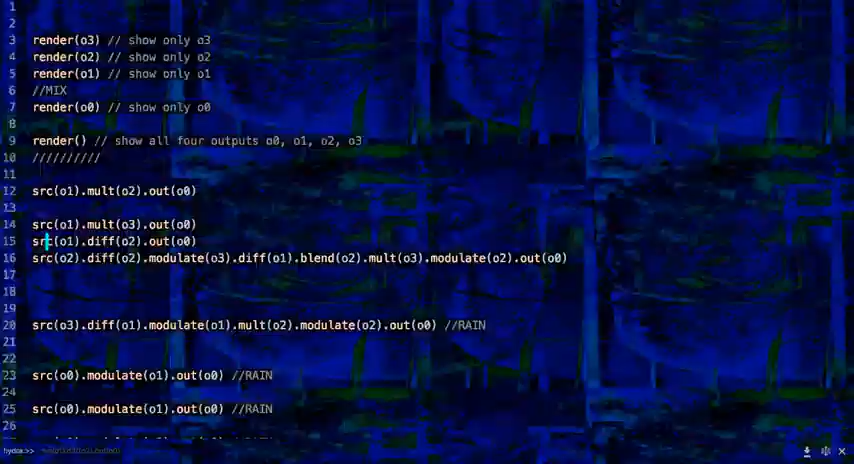 1
2
3 render(o3) // show only o3
4 render(o2) // show only o2
5 render(o1) // show only o1
6 //MIX
7 render(o0) // show only o0
8
9 render() // show all four outputs o0, o1, o2, o3
10 //////////
11
12 src(o1).mult(o2).out(o0)
13
14 src(o1).mult(o3).out(o0)
15 src(o1).diff(o2).out(o0)
16 src(o2).diff(o2).modulate(o3).diff(o1).blend(o2).mult(o3).modulate(o2).out(o0)
17
18
19
20 src(o3).diff(o1).modulate(o1).mult(o2).modulate(o2).out(o0) //RAIN
21
22
23 src(o0).modulate(o1).out(o0) //RAIN
24
25 src(o0).modulate(o1).out(o0) //RAIN
26